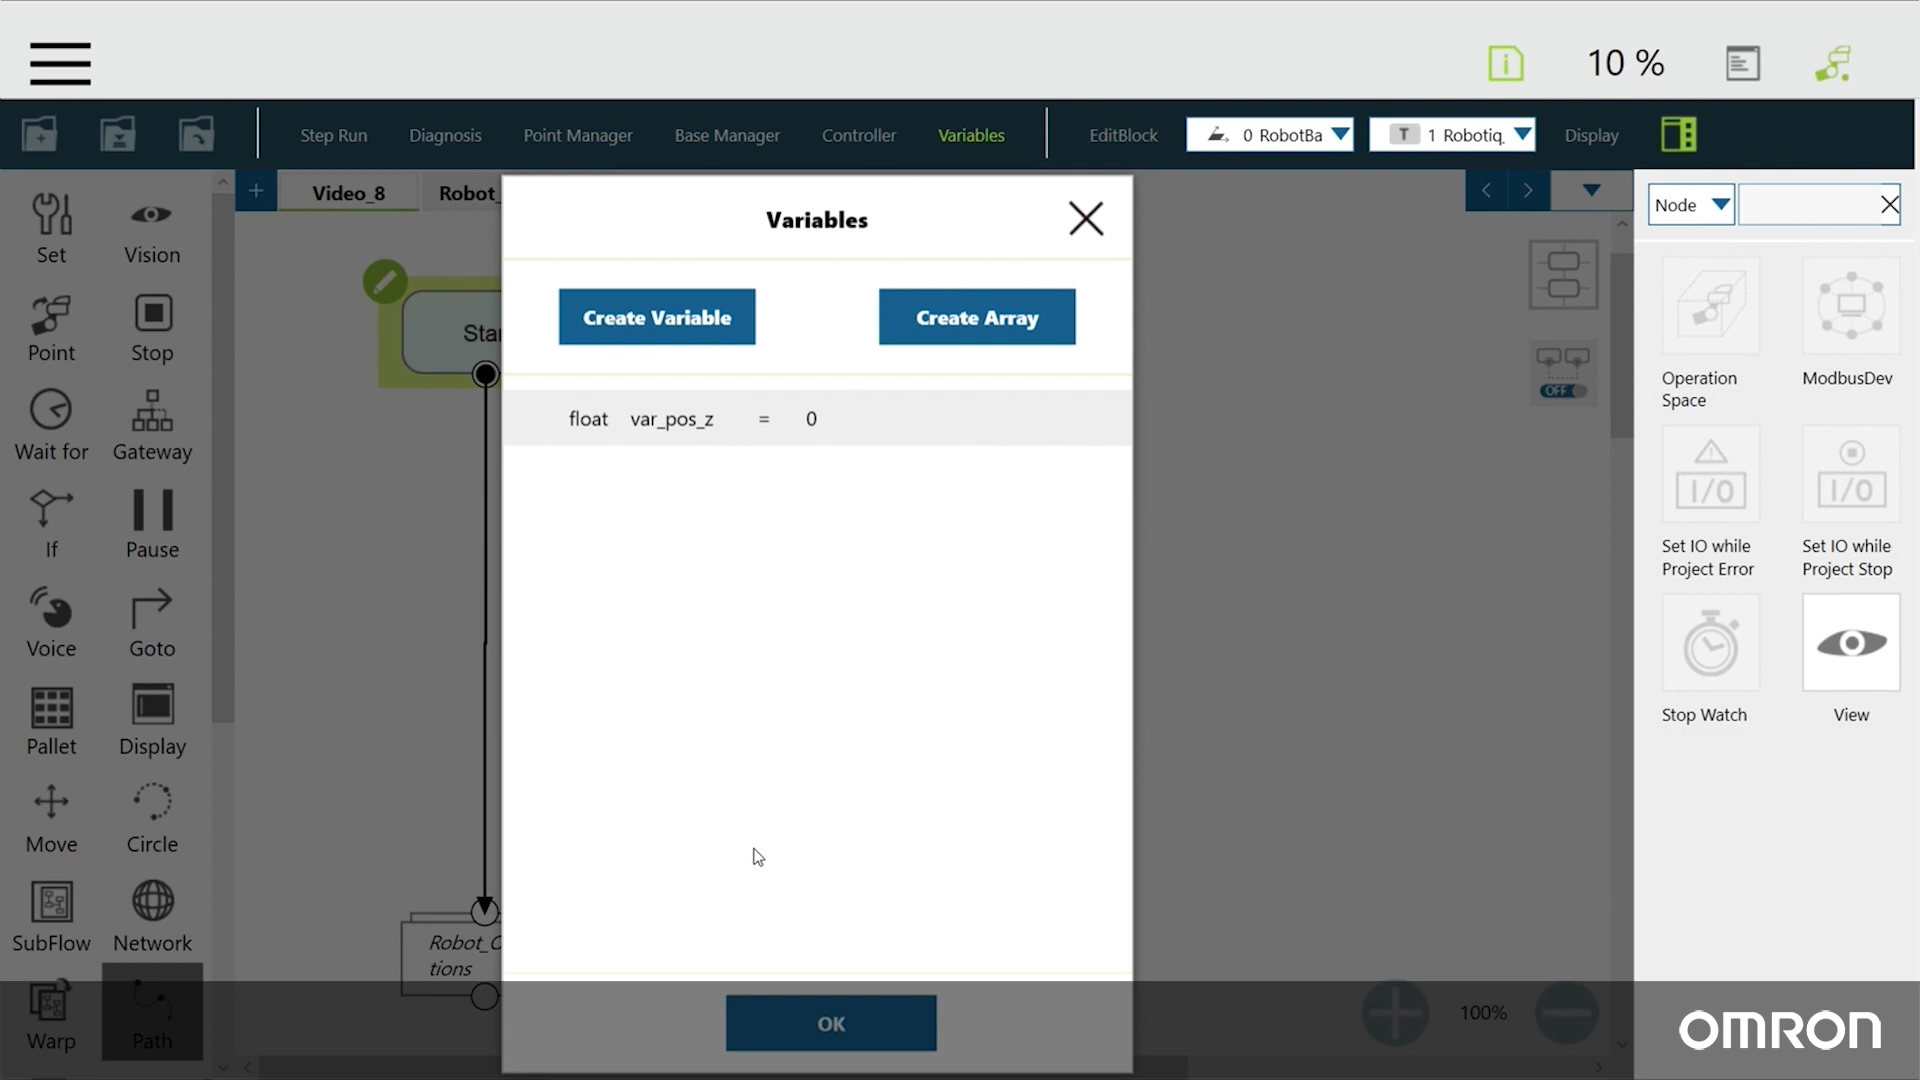 10 %
Step Run
Diagnosis
Point Manager
Base Manager
Controller
Variables
EditBlock
0 RobotBa
T 1 Robotiq.
Display
Video_8
Robot_
Node
Set
Vision
Point
Stop
Wait for
Gateway
If
Pause
Voice
Goto
Pallet
Display
Move
Circle
SubFlow
Network
Warp
Path
Star
Robot_O
tions
Variables
Create Variable
Create Array
float var_pos_z = 0
OK
OFF
100%
Operation
Space
ModbusDev
I/O
I/O
Set IO while
Project Error
Set IO while
Project Stop
Stop Watch
View
OMRON